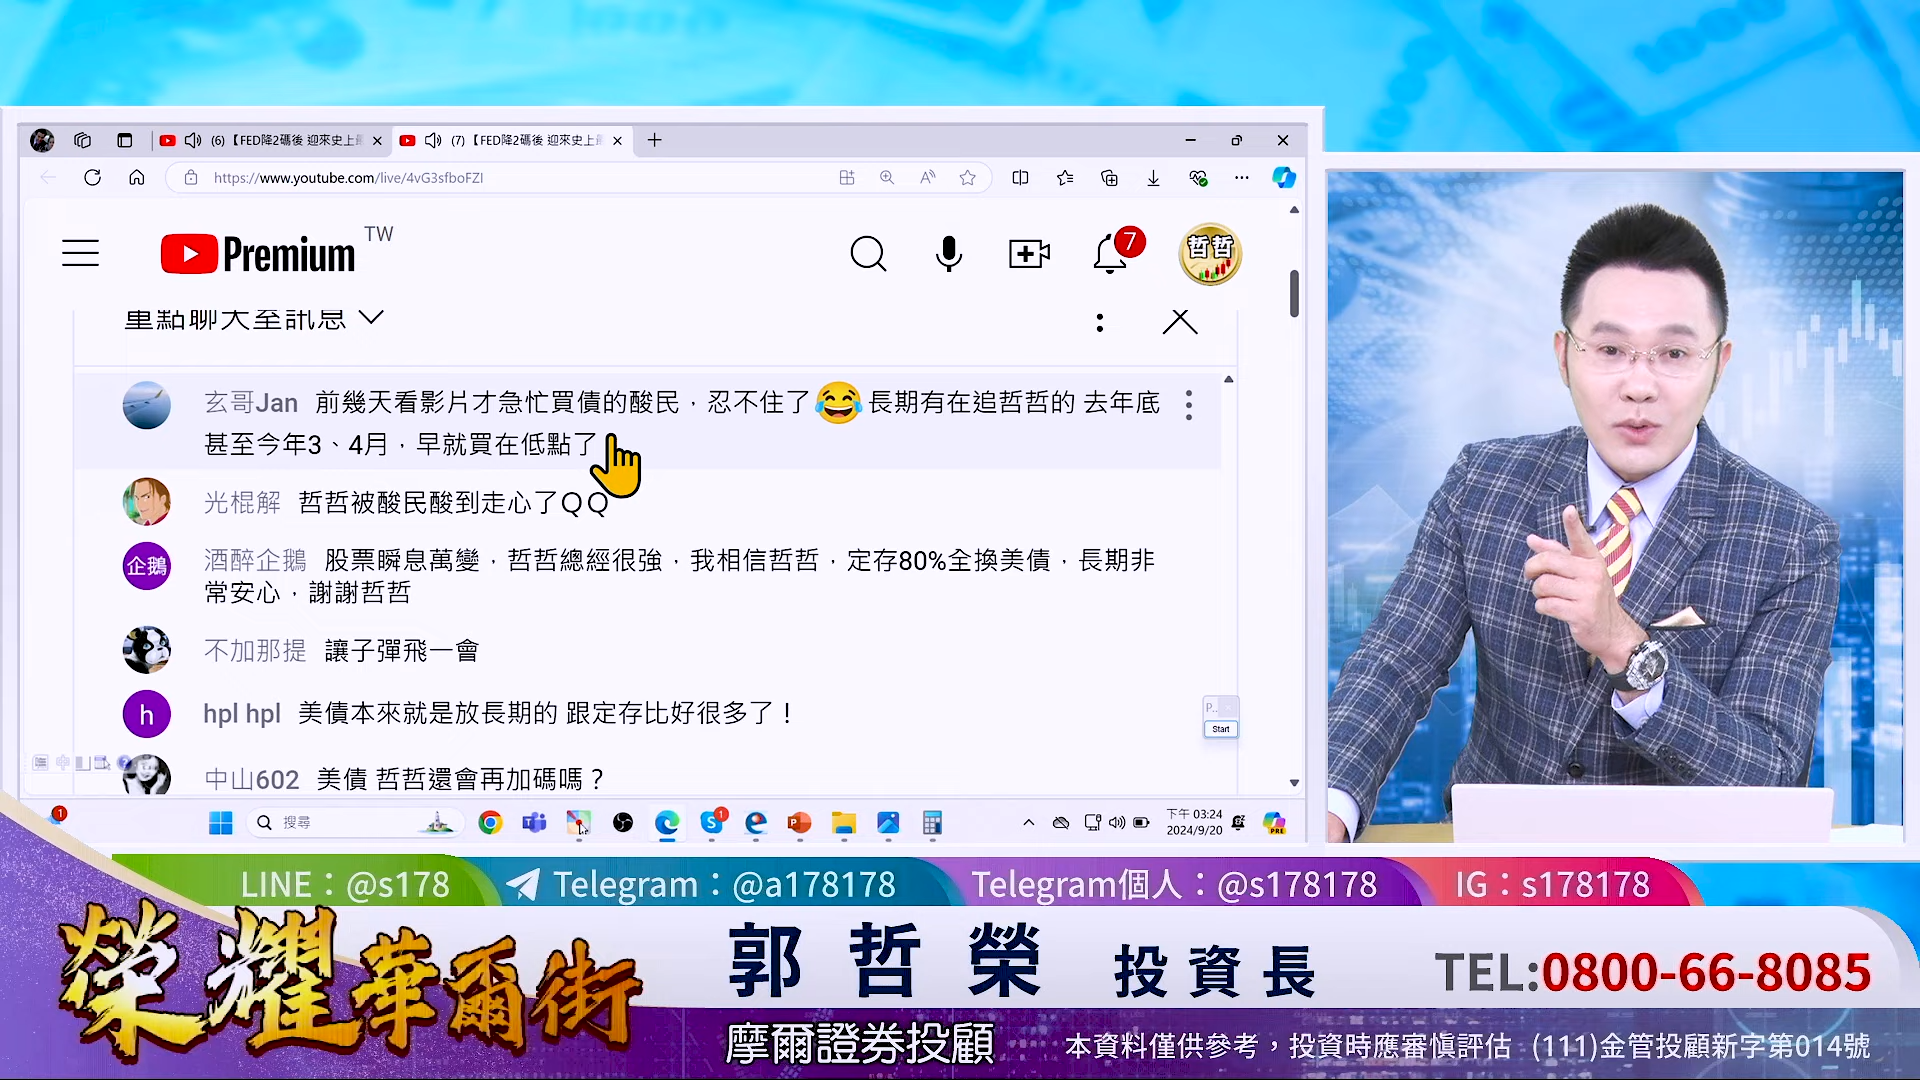 (6)【FED降2碼後 迎來史上最
(7)【FED降2碼後 迎來史上最
https://www.youtube.com/live/4vG3sfboFZI
Premium TW
7
哲哲
重點聊天室訊息
玄哥Jan 前幾天看影片才急忙買債的酸民，忍不住了😂長期有在追哲哲的 去年底
甚至今年3、4月，早就買在低點了
光棍解 哲哲被酸民酸到走心了QQ
企鵝
酒醉企鵝 股票瞬息萬變，哲哲總經很強，我相信哲哲，定存80%全換美債，長期非
常安心，謝謝哲哲
不加那提 讓子彈飛一會
h
hpl hpl 美債本來就是放長期的 跟定存比好很多了！
P..
Start
中山602 美債 哲哲還會再加碼嗎？
1
搜尋
1
下午 03:24
2024/9/20
PRE
LINE：@s178
Telegram：@a178178
Telegram個人：@s178178
IG：s178178
榮耀華爾街
郭哲榮 投資長
TEL:0800-66-8085
摩爾證券投顧
本資料僅供參考，投資時應審慎評估 (111)金管投顧新字第014號